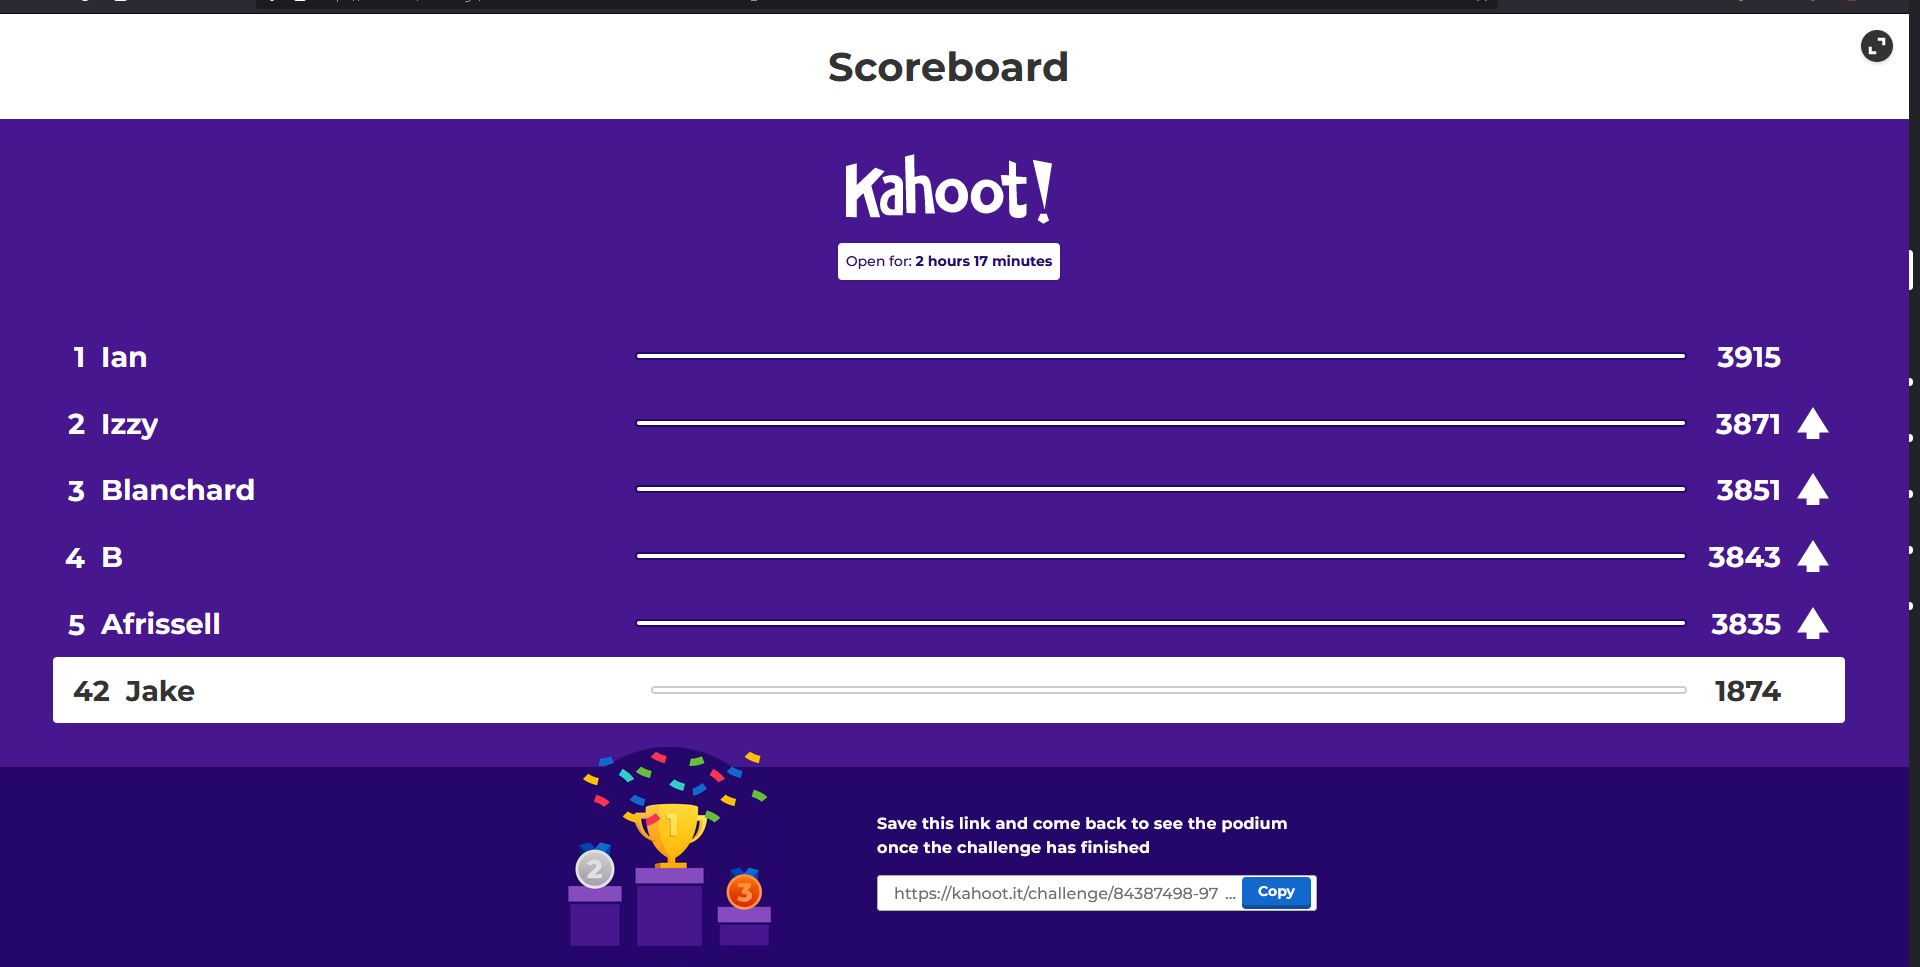 Scoreboard
Kahoot!
Open for: 2 hours 17 minutes
1 Ian 3915
2 Izzy 3871
3 Blanchard 3851
4 B 3843
5 Afrissell 3835
42 Jake 1874
1
2
3
Save this link and come back to see the podium
once the challenge has finished
https://kahoot.it/challenge/84387498-97 ... Copy